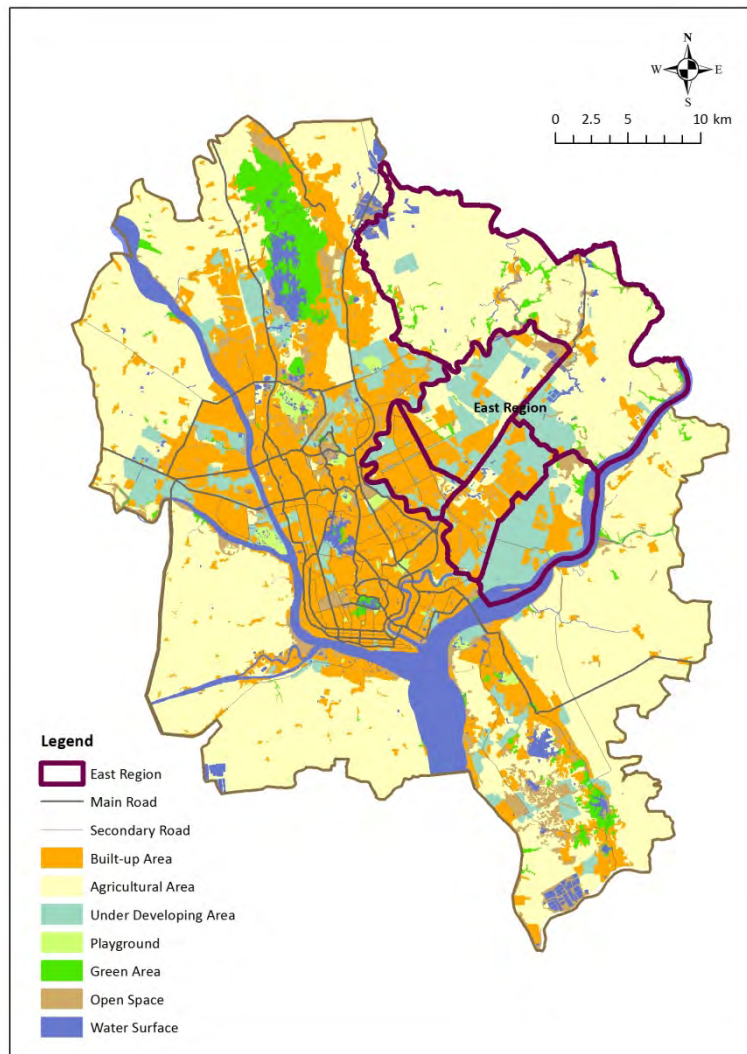 N
W E
S
0 2.5 5 10 km
East Region
Legend
East Region
Main Road
Secondary Road
Built-up Area
Agricultural Area
Under Developing Area
Playground
Green Area
Open Space
Water Surface